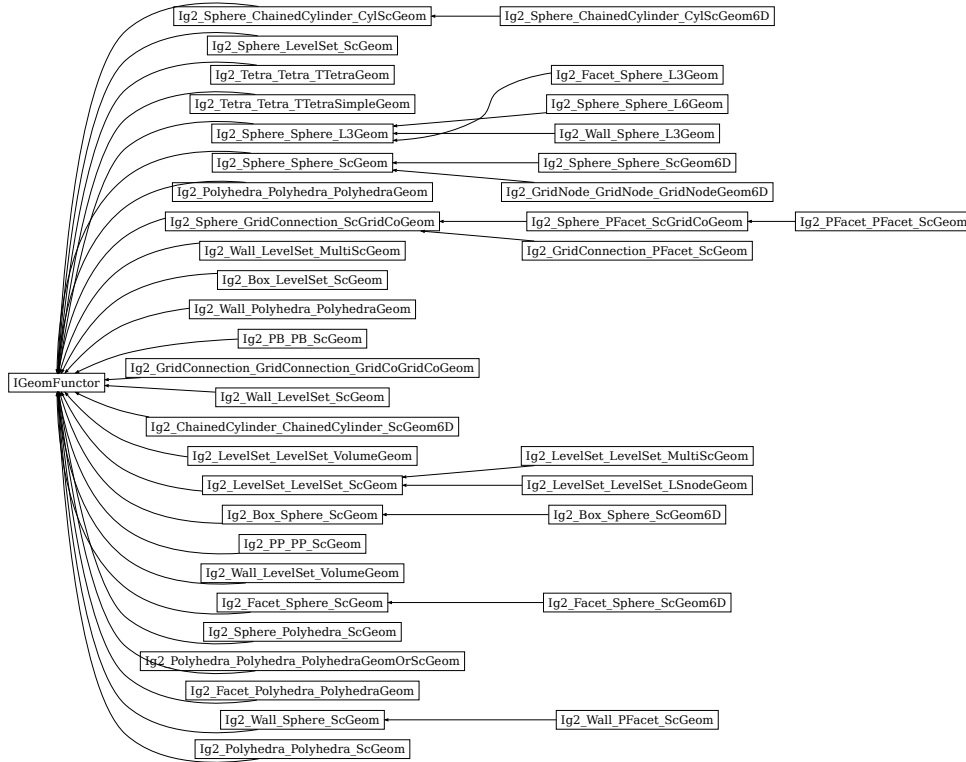 Ig2_Sphere_ChainedCylinder_CylScGeom
Ig2_Sphere_ChainedCylinder_CylScGeom6D
Ig2_Sphere_LevelSet_ScGeom
Ig2_Tetra_Tetra_TTetraGeom
Ig2_Facet_Sphere_L3Geom
Ig2_Tetra_Tetra_TTetraSimpleGeom
Ig2_Sphere_Sphere_L6Geom
Ig2_Sphere_Sphere_L3Geom
Ig2_Wall_Sphere_L3Geom
Ig2_Sphere_Sphere_ScGeom
Ig2_Sphere_Sphere_ScGeom6D
Ig2_Polyhedra_Polyhedra_PolyhedraGeom
Ig2_GridNode_GridNode_GridNodeGeom6D
Ig2_Sphere_GridConnection_ScGridCoGeom
Ig2_Sphere_PFacet_ScGridCoGeom
Ig2_PFacet_PFacet_ScGeom
Ig2_Wall_LevelSet_MultiScGeom
Ig2_GridConnection_PFacet_ScGeom
Ig2_Box_LevelSet_ScGeom
Ig2_Wall_Polyhedra_PolyhedraGeom
Ig2_PB_PB_ScGeom
Ig2_GridConnection_GridConnection_GridCoGridCoGeom
IGeomFunctor
Ig2_Wall_LevelSet_ScGeom
Ig2_ChainedCylinder_ChainedCylinder_ScGeom6D
Ig2_LevelSet_LevelSet_VolumeGeom
Ig2_LevelSet_LevelSet_MultiScGeom
Ig2_LevelSet_LevelSet_ScGeom
Ig2_LevelSet_LevelSet_LSnodeGeom
Ig2_Box_Sphere_ScGeom
Ig2_Box_Sphere_ScGeom6D
Ig2_PP_PP_ScGeom
Ig2_Wall_LevelSet_VolumeGeom
Ig2_Facet_Sphere_ScGeom
Ig2_Facet_Sphere_ScGeom6D
Ig2_Sphere_Polyhedra_ScGeom
Ig2_Polyhedra_Polyhedra_PolyhedraGeomOrScGeom
Ig2_Facet_Polyhedra_PolyhedraGeom
Ig2_Wall_Sphere_ScGeom
Ig2_Wall_PFacet_ScGeom
Ig2_Polyhedra_Polyhedra_ScGeom